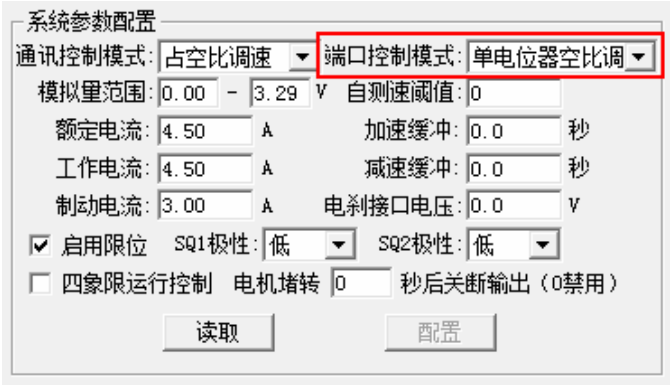 系统参数配置
通讯控制模式: 占空比调速 端口控制模式: 单电位器空比调
模拟量范围: 0.00 - 3.29 V 自测速阈值: 0
额定电流: 4.50 A 加速缓冲: 0.0 秒
工作电流: 4.50 A 减速缓冲: 0.0 秒
制动电流: 3.00 A 电刹接口电压: 0.0 V
启用限位 SQ1极性: 低 SQ2极性: 低
四象限运行控制 电机堵转 0 秒后关断输出（0禁用）
读取 配置